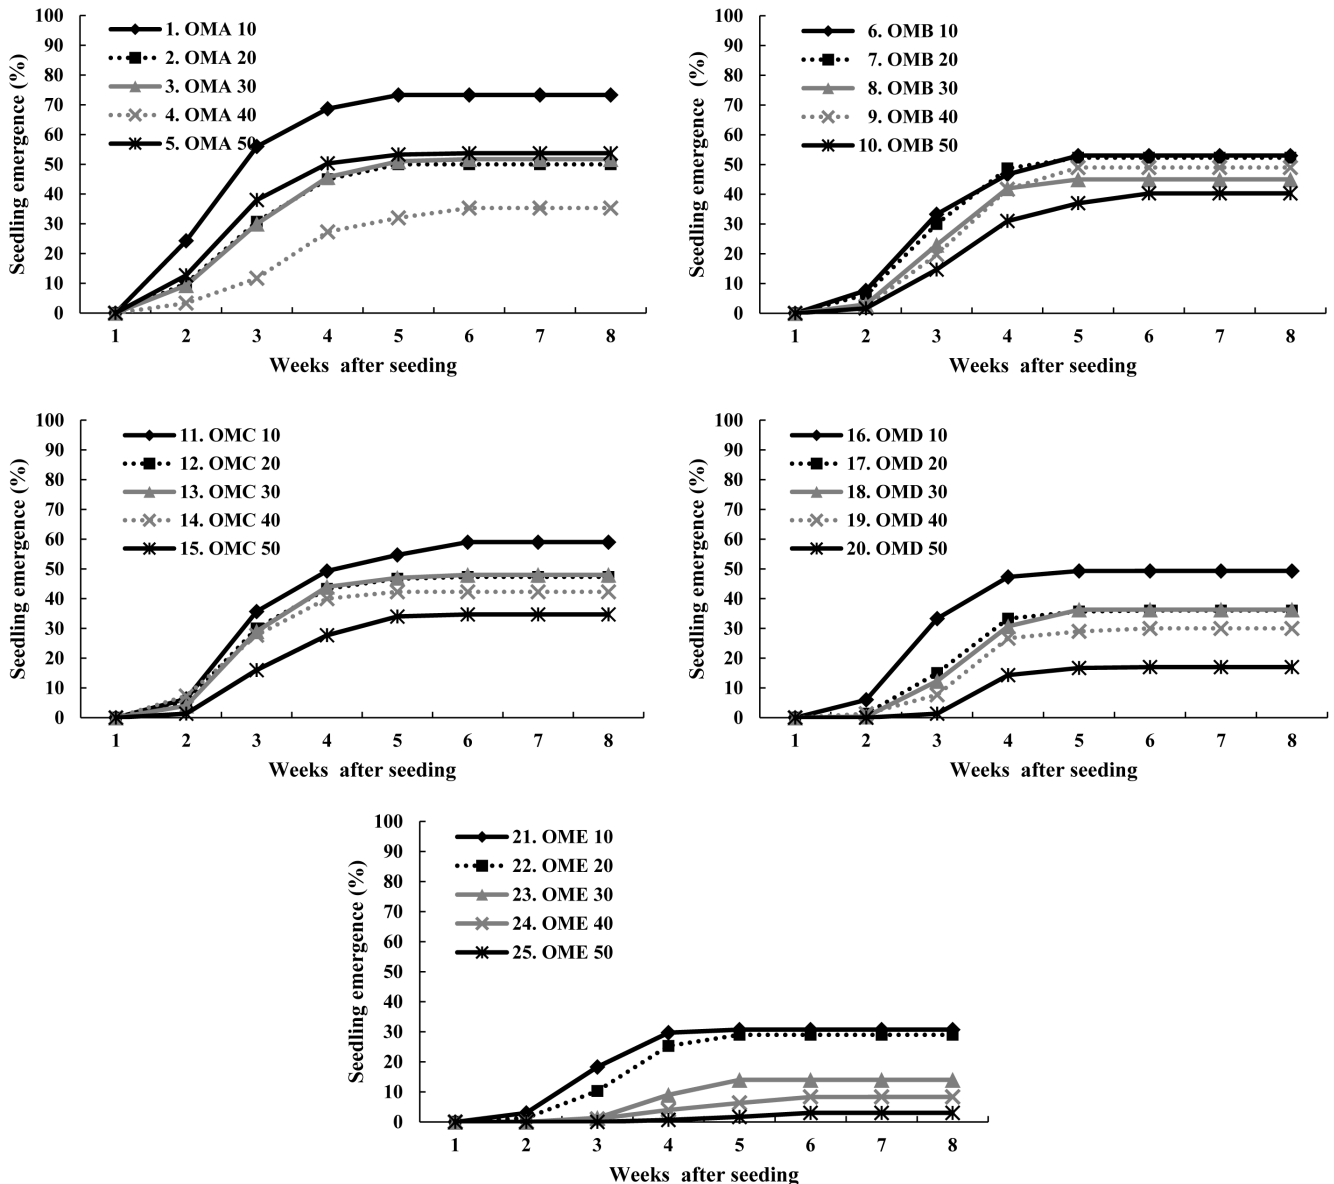 100
90
80
70
60
50
40
30
20
10
0
Seedling emergence (%)
1. OMA 10
2. OMA 20
3. OMA 30
4. OMA 40
5. OMA 50
1 2 3 4 5 6 7 8
Weeks after seeding
100
90
80
70
60
50
40
30
20
10
0
Seedling emergence (%)
6. OMB 10
7. OMB 20
8. OMB 30
9. OMB 40
10. OMB 50
1 2 3 4 5 6 7 8
Weeks after seeding
100
90
80
70
60
50
40
30
20
10
0
Seedling emergence (%)
11. OMC 10
12. OMC 20
13. OMC 30
14. OMC 40
15. OMC 50
1 2 3 4 5 6 7 8
Weeks after seeding
100
90
80
70
60
50
40
30
20
10
0
Seedling emergence (%)
16. OMD 10
17. OMD 20
18. OMD 30
19. OMD 40
20. OMD 50
1 2 3 4 5 6 7 8
Weeks after seeding
100
90
80
70
60
50
40
30
20
10
0
Seedling emergence (%)
21. OME 10
22. OME 20
23. OME 30
24. OME 40
25. OME 50
1 2 3 4 5 6 7 8
Weeks after seeding